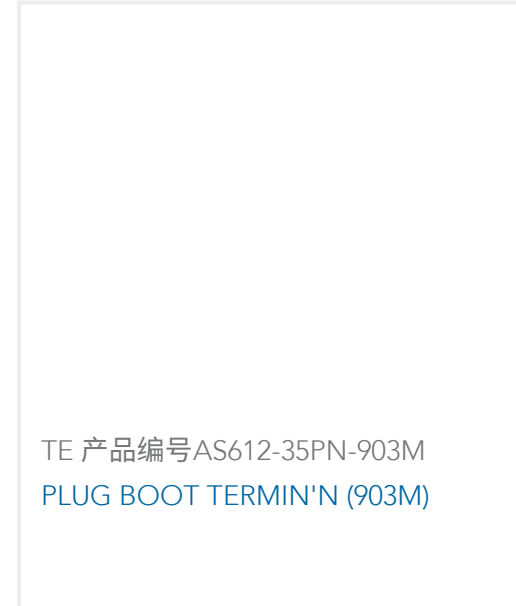 TE 产品编号AS612-35PN-903M
PLUG BOOT TERMIN'N (903M)